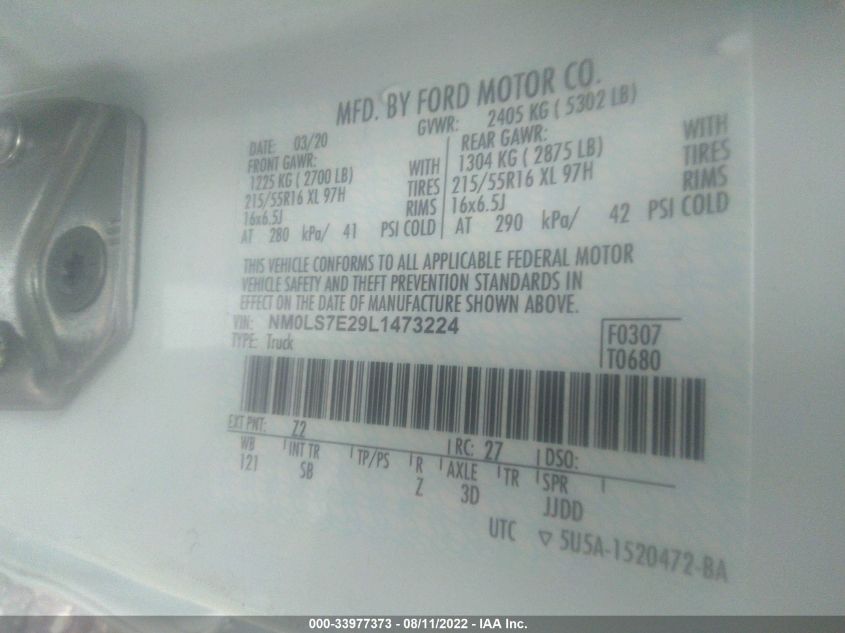 MFD. BY FORD MOTOR CO.
DATE: 03/20 GVWR: 2405 KG ( 5302 LB)
FRONT GAWR: REAR GAWR:
1225 KG ( 2700 LB) WITH 1304 KG ( 2875 LB) WITH
215/55R16 XL 97H TIRES 215/55R16 XL 97H TIRES
16x6.5J RIMS 16x6.5J RIMS
AT 280 kPa/ 41 PSI COLD AT 290 kPa/ 42 PSI COLD
THIS VEHICLE CONFORMS TO ALL APPLICABLE FEDERAL MOTOR
VEHICLE SAFETY AND THEFT PREVENTION STANDARDS IN
EFFECT ON THE DATE OF MANUFACTURE SHOWN ABOVE.
VIN: NM0LS7E29L1473224
TYPE: Truck
F0307
T0680
EXT PNT: Z2 RC: 27 DSO:
WB INT TR TP/PS R AXLE TR SPR
121 SB Z 3D JJDD
UTC ▽ 5U5A-1520472-BA
000-33977373 - 08/11/2022 - IAA Inc.